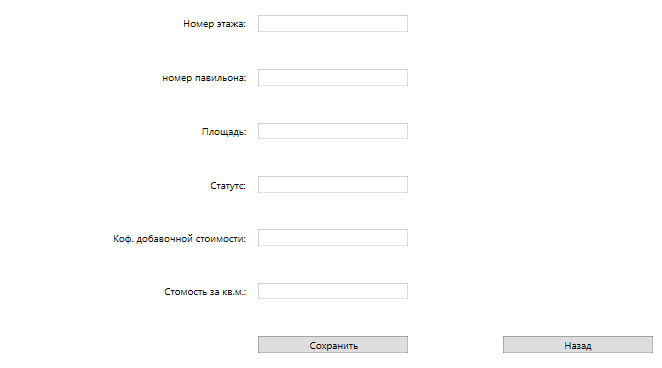 Номер этажа:
номер павильона:
Площадь:
Статутс:
Коф. добавочной стоимости:
Стомость за кв.м.:
Сохранить
Назад